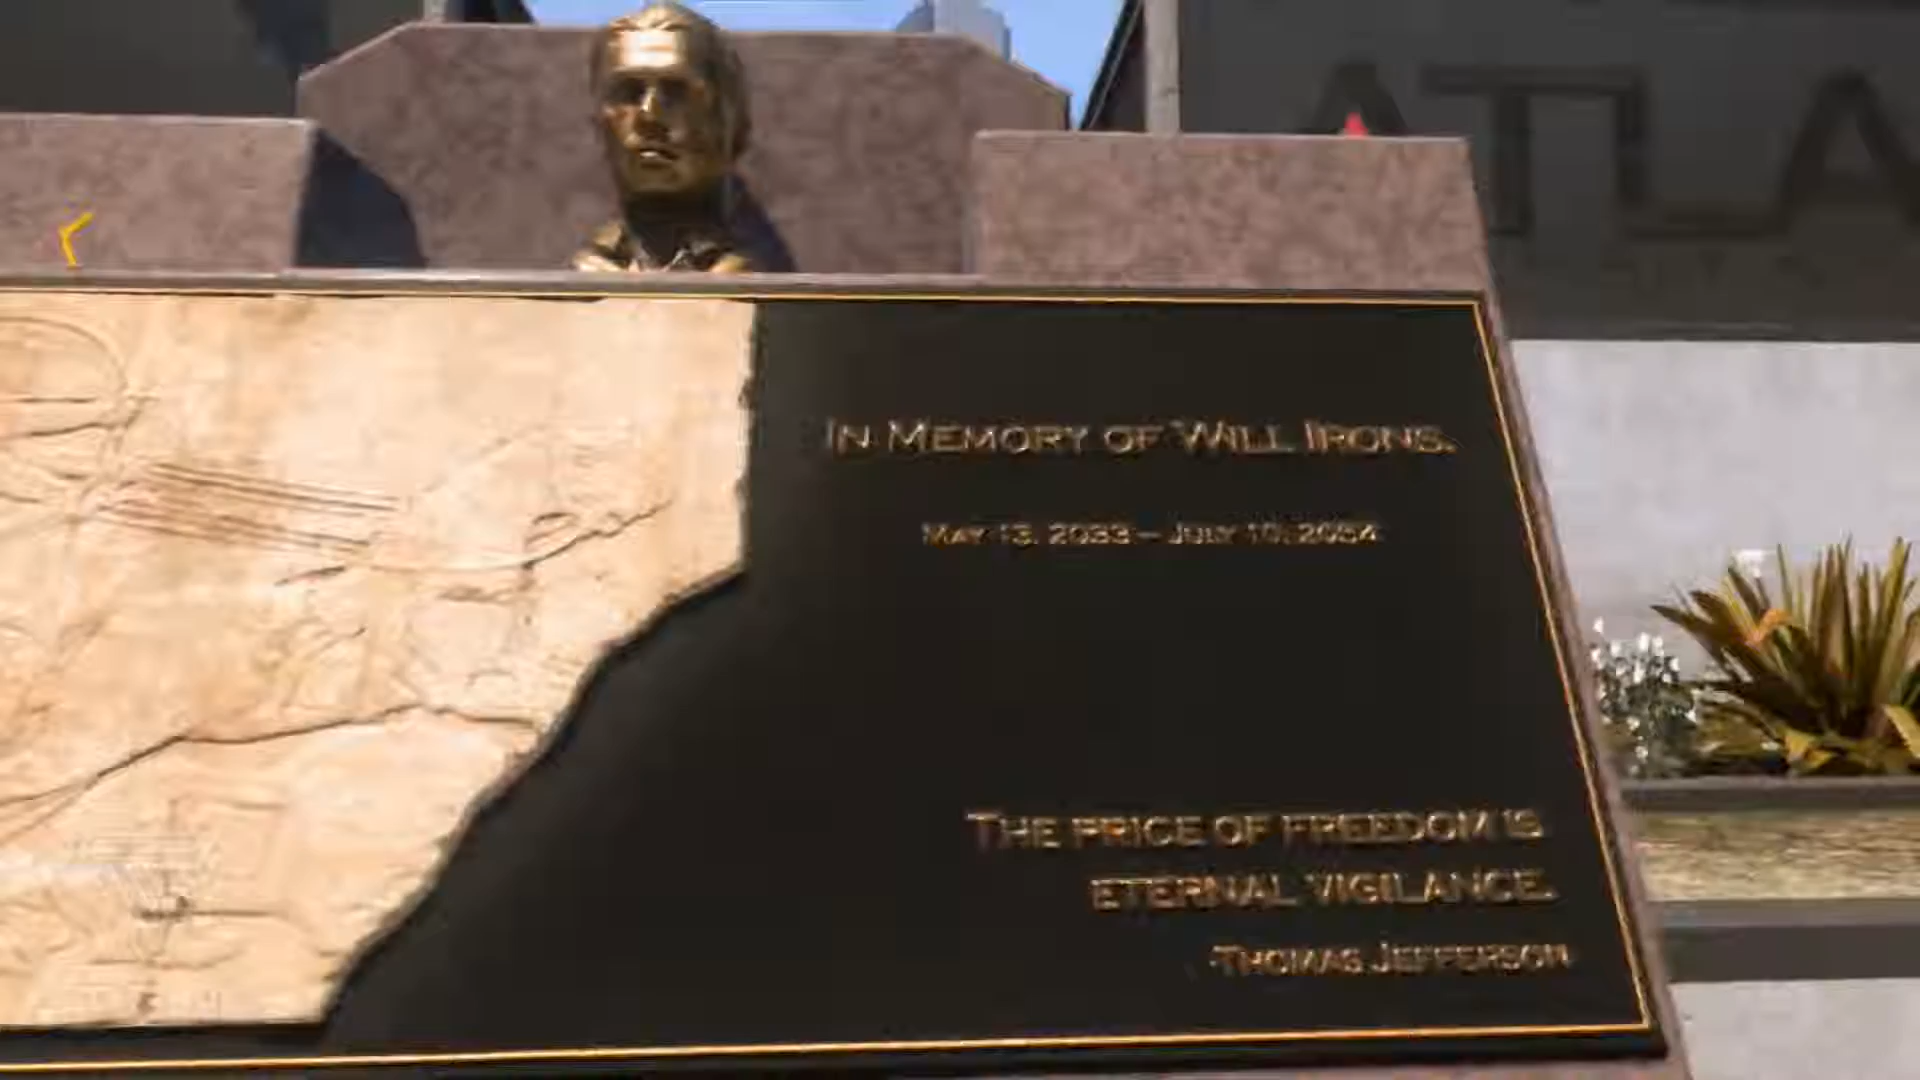 ATLA
IN MEMORY OF WILL IRONS.
MAY 13, 2033 – JULY 10, 2054
THE PRICE OF FREEDOM IS
ETERNAL VIGILANCE.
-THOMAS JEFFERSON